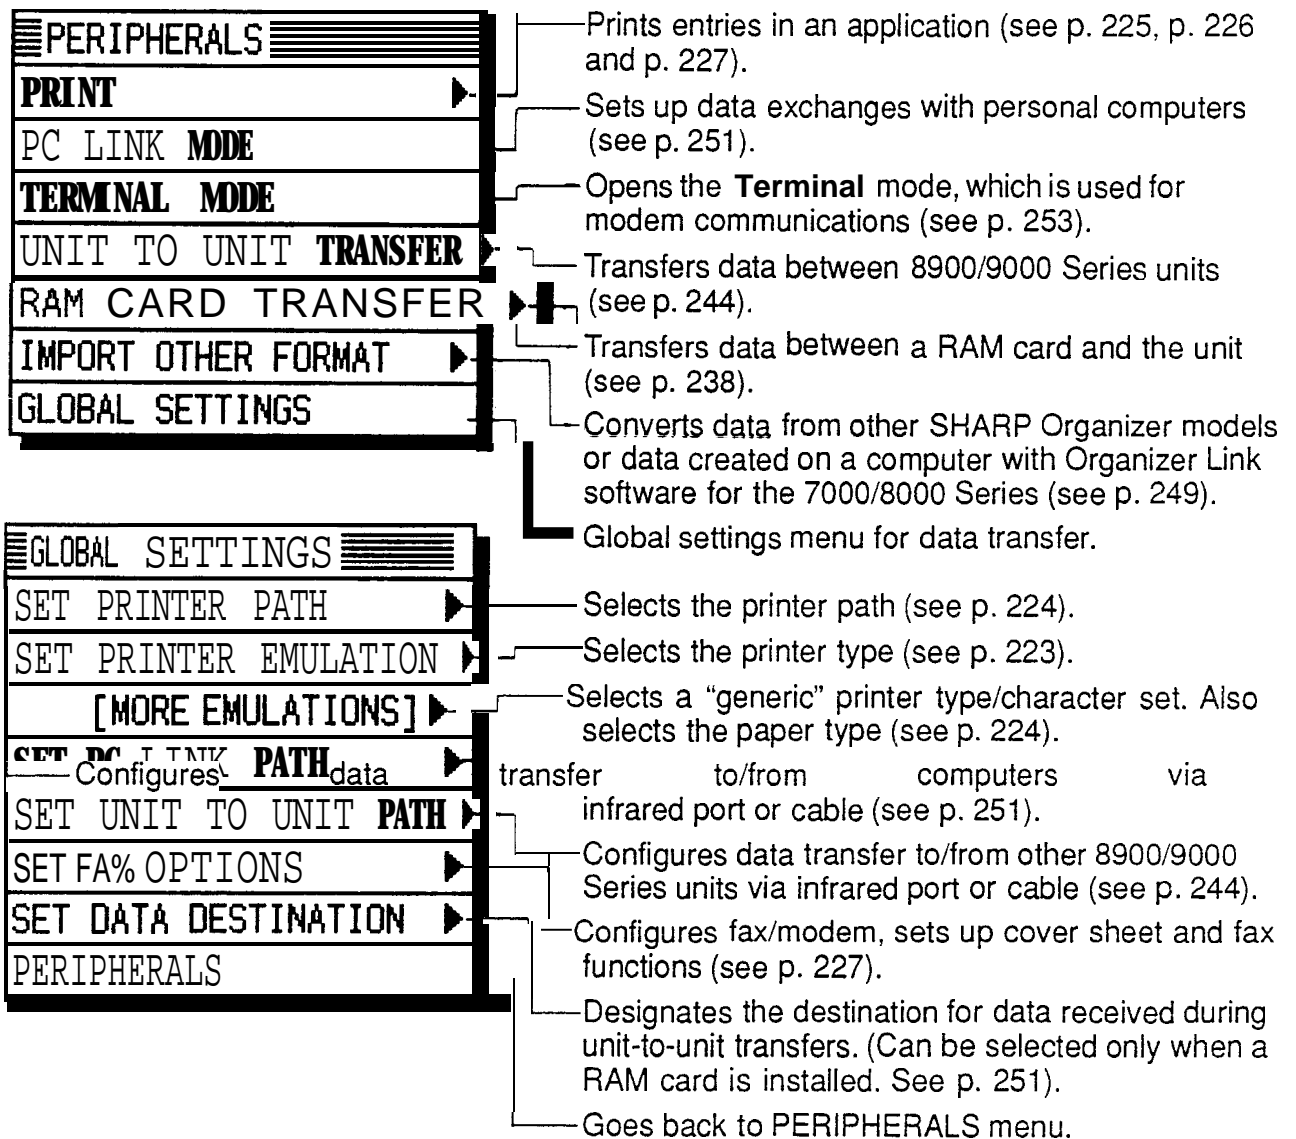 PERIPHERALS
PRINT
PC LINK MODE
TERMINAL MODE
UNIT TO UNIT TRANSFER
RAM CARD TRANSFER
IMPORT OTHER FORMAT
GLOBAL SETTINGS
Prints entries in an application (see p. 225, p. 226
and p. 227).
Sets up data exchanges with personal computers
(see p. 251).
Opens the Terminal mode, which is used for
modem communications (see p. 253).
Transfers data between 8900/9000 Series units
(see p. 244).
Transfers data between a RAM card and the unit
(see p. 238).
Converts data from other SHARP Organizer models
or data created on a computer with Organizer Link
software for the 7000/8000 Series (see p. 249).
Global settings menu for data transfer.
GLOBAL SETTINGS
SET PRINTER PATH
SET PRINTER EMULATION
[MORE EMULATIONS]
SET PC LINK PATH
SET UNIT TO UNIT PATH
SET FA% OPTIONS
SET DATA DESTINATION
PERIPHERALS
Selects the printer path (see p. 224).
Selects the printer type (see p. 223).
Selects a “generic” printer type/character set. Also
selects the paper type (see p. 224).
Configures data transfer to/from computers via
infrared port or cable (see p. 251).
Configures data transfer to/from other 8900/9000
Series units via infrared port or cable (see p. 244).
Configures fax/modem, sets up cover sheet and fax
functions (see p. 227).
Designates the destination for data received during
unit-to-unit transfers. (Can be selected only when a
RAM card is installed. See p. 251).
Goes back to PERIPHERALS menu.